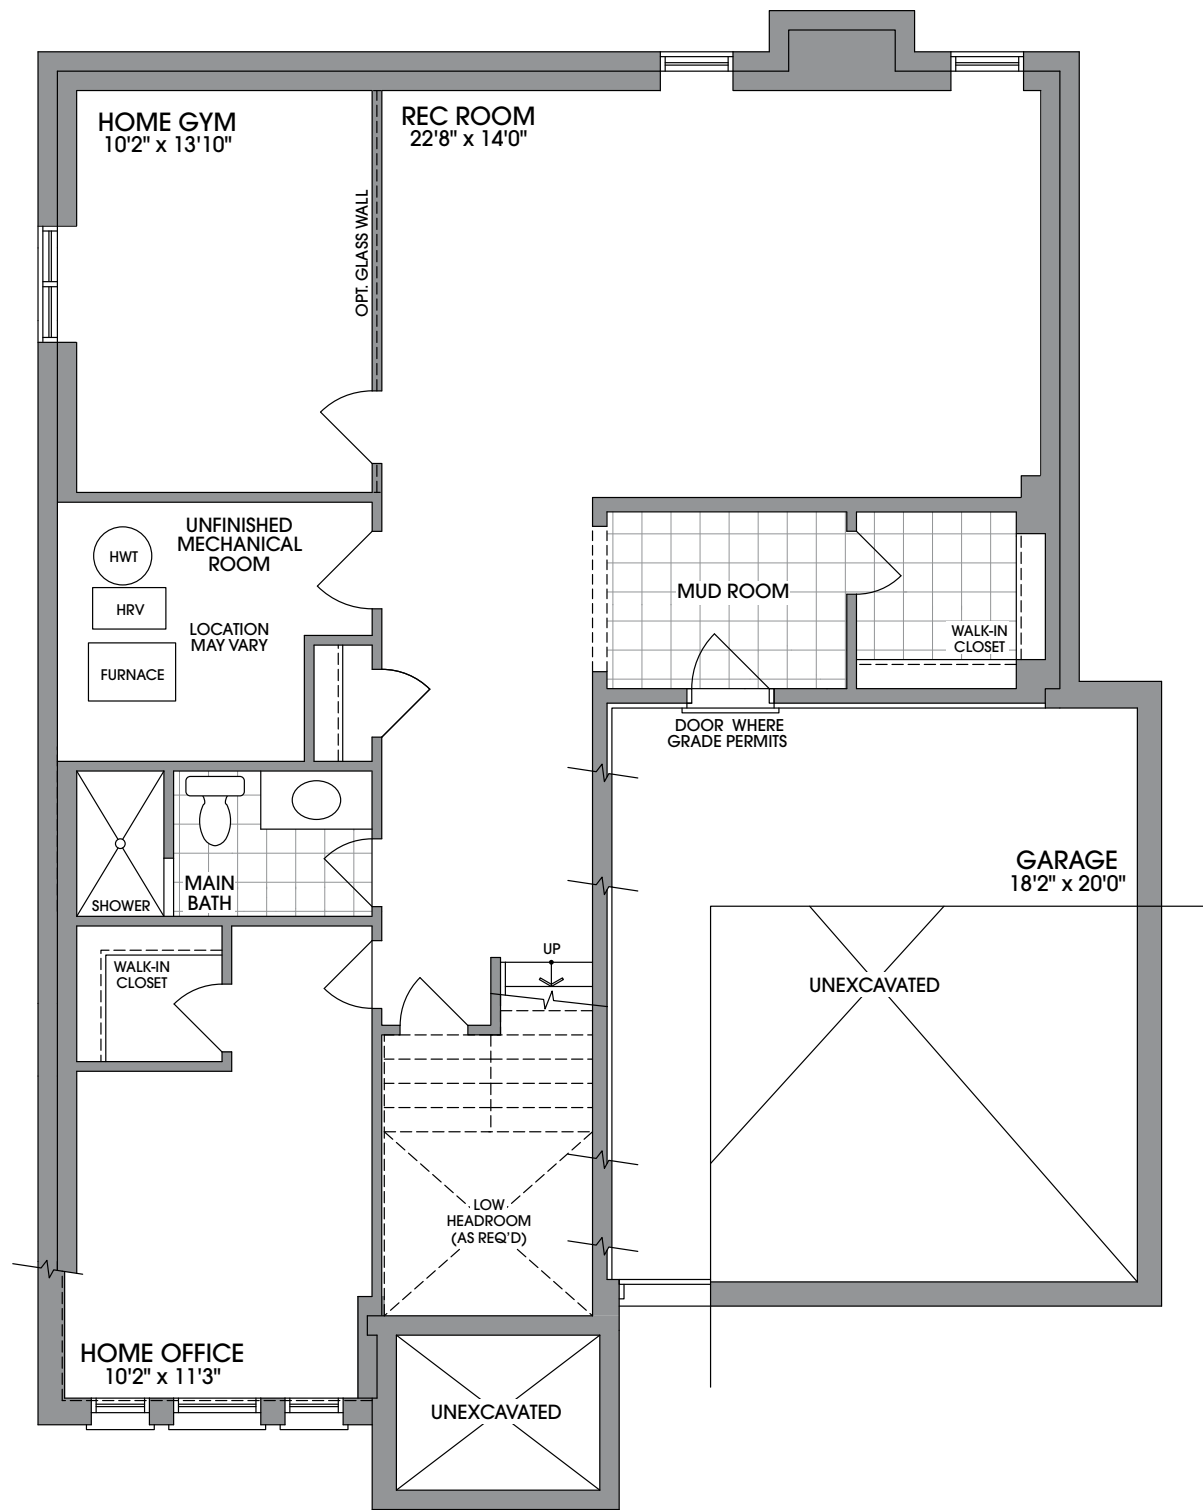 HOME GYM
10'2" x 13'10"
REC ROOM
22'8" x 14'0"
OPT. GLASS WALL
UNFINISHED
MECHANICAL
ROOM
HWT
HRV
LOCATION
MAY VARY
FURNACE
MUD ROOM
WALK-IN
CLOSET
DOOR WHERE
GRADE PERMITS
GARAGE
18'2" x 20'0"
MAIN
BATH
SHOWER
UP
WALK-IN
CLOSET
UNEXCAVATED
LOW
HEADROOM
(AS REQ'D)
HOME OFFICE
10'2" x 11'3"
UNEXCAVATED